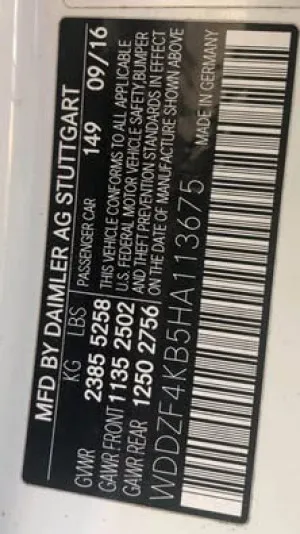 MFD BY DAIMLER AG STUTTGART
KG LBS PASSENGER CAR 149 09/16
GVWR 2385 5258 THIS VEHICLE CONFORMS TO ALL APPLICABLE
GAWR FRONT 1135 2502 U.S. FEDERAL MOTOR VEHICLE SAFETY, BUMPER
GAWR REAR 1250 2756 AND THEFT PREVENTION STANDARDS IN EFFECT
ON THE DATE OF MANUFACTURE SHOWN ABOVE
WDDZF4KB5HA113675 MADE IN GERMANY